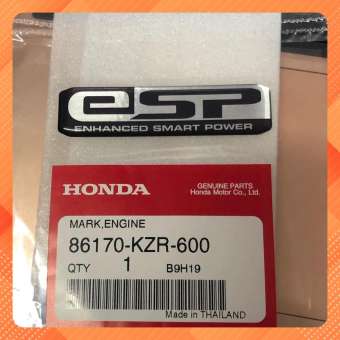 eSP
ENHANCED SMART POWER
HONDA
GENUINE PARTS
Honda Motor Co., Ltd.
MARK,ENGINE
86170-KZR-600
QTY 1 B9H19
Made in THAILAND